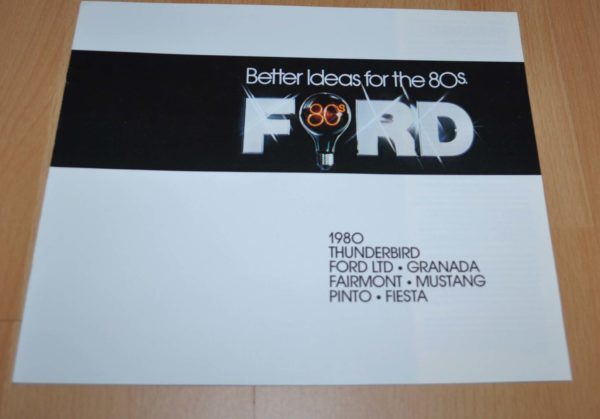 Better Ideas for the 80s.
FORD
80s
1980
THUNDERBIRD
FORD LTD • GRANADA
FAIRMONT • MUSTANG
PINTO • FIESTA